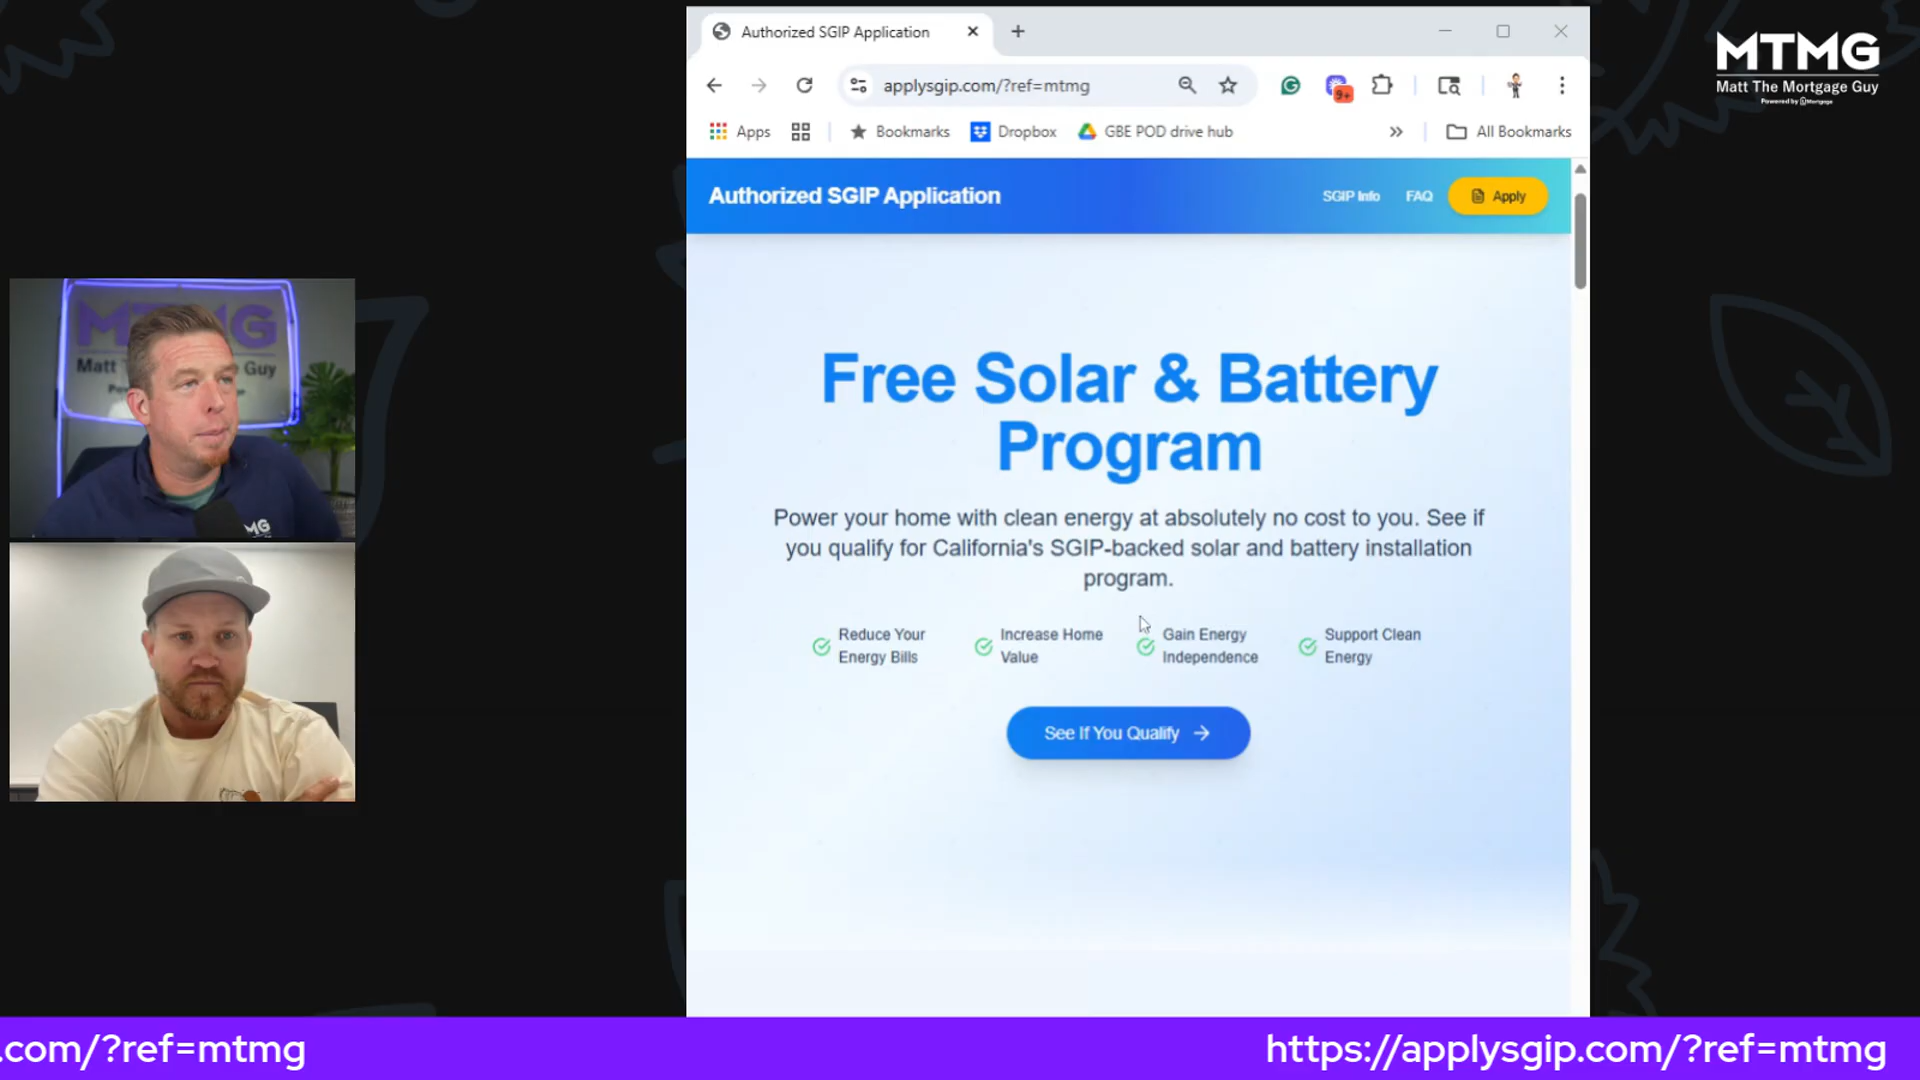 Authorized SGIP Application
applysgip.com/?ref=mtmg
9+
Apps
Bookmarks
Dropbox
GBE POD drive hub
»
All Bookmarks
MTMG
Matt The Mortgage Guy
Authorized SGIP Application
SGIP Info
FAQ
Apply
Free Solar & Battery
Program
Power your home with clean energy at absolutely no cost to you. See if
you qualify for California's SGIP-backed solar and battery installation
program.
Reduce Your
Energy Bills
Increase Home
Value
Gain Energy
Independence
Support Clean
Energy
See If You Qualify
MTMG
Matt T
Guy
MG
.com/?ref=mtmg
https://applysgip.com/?ref=mtmg